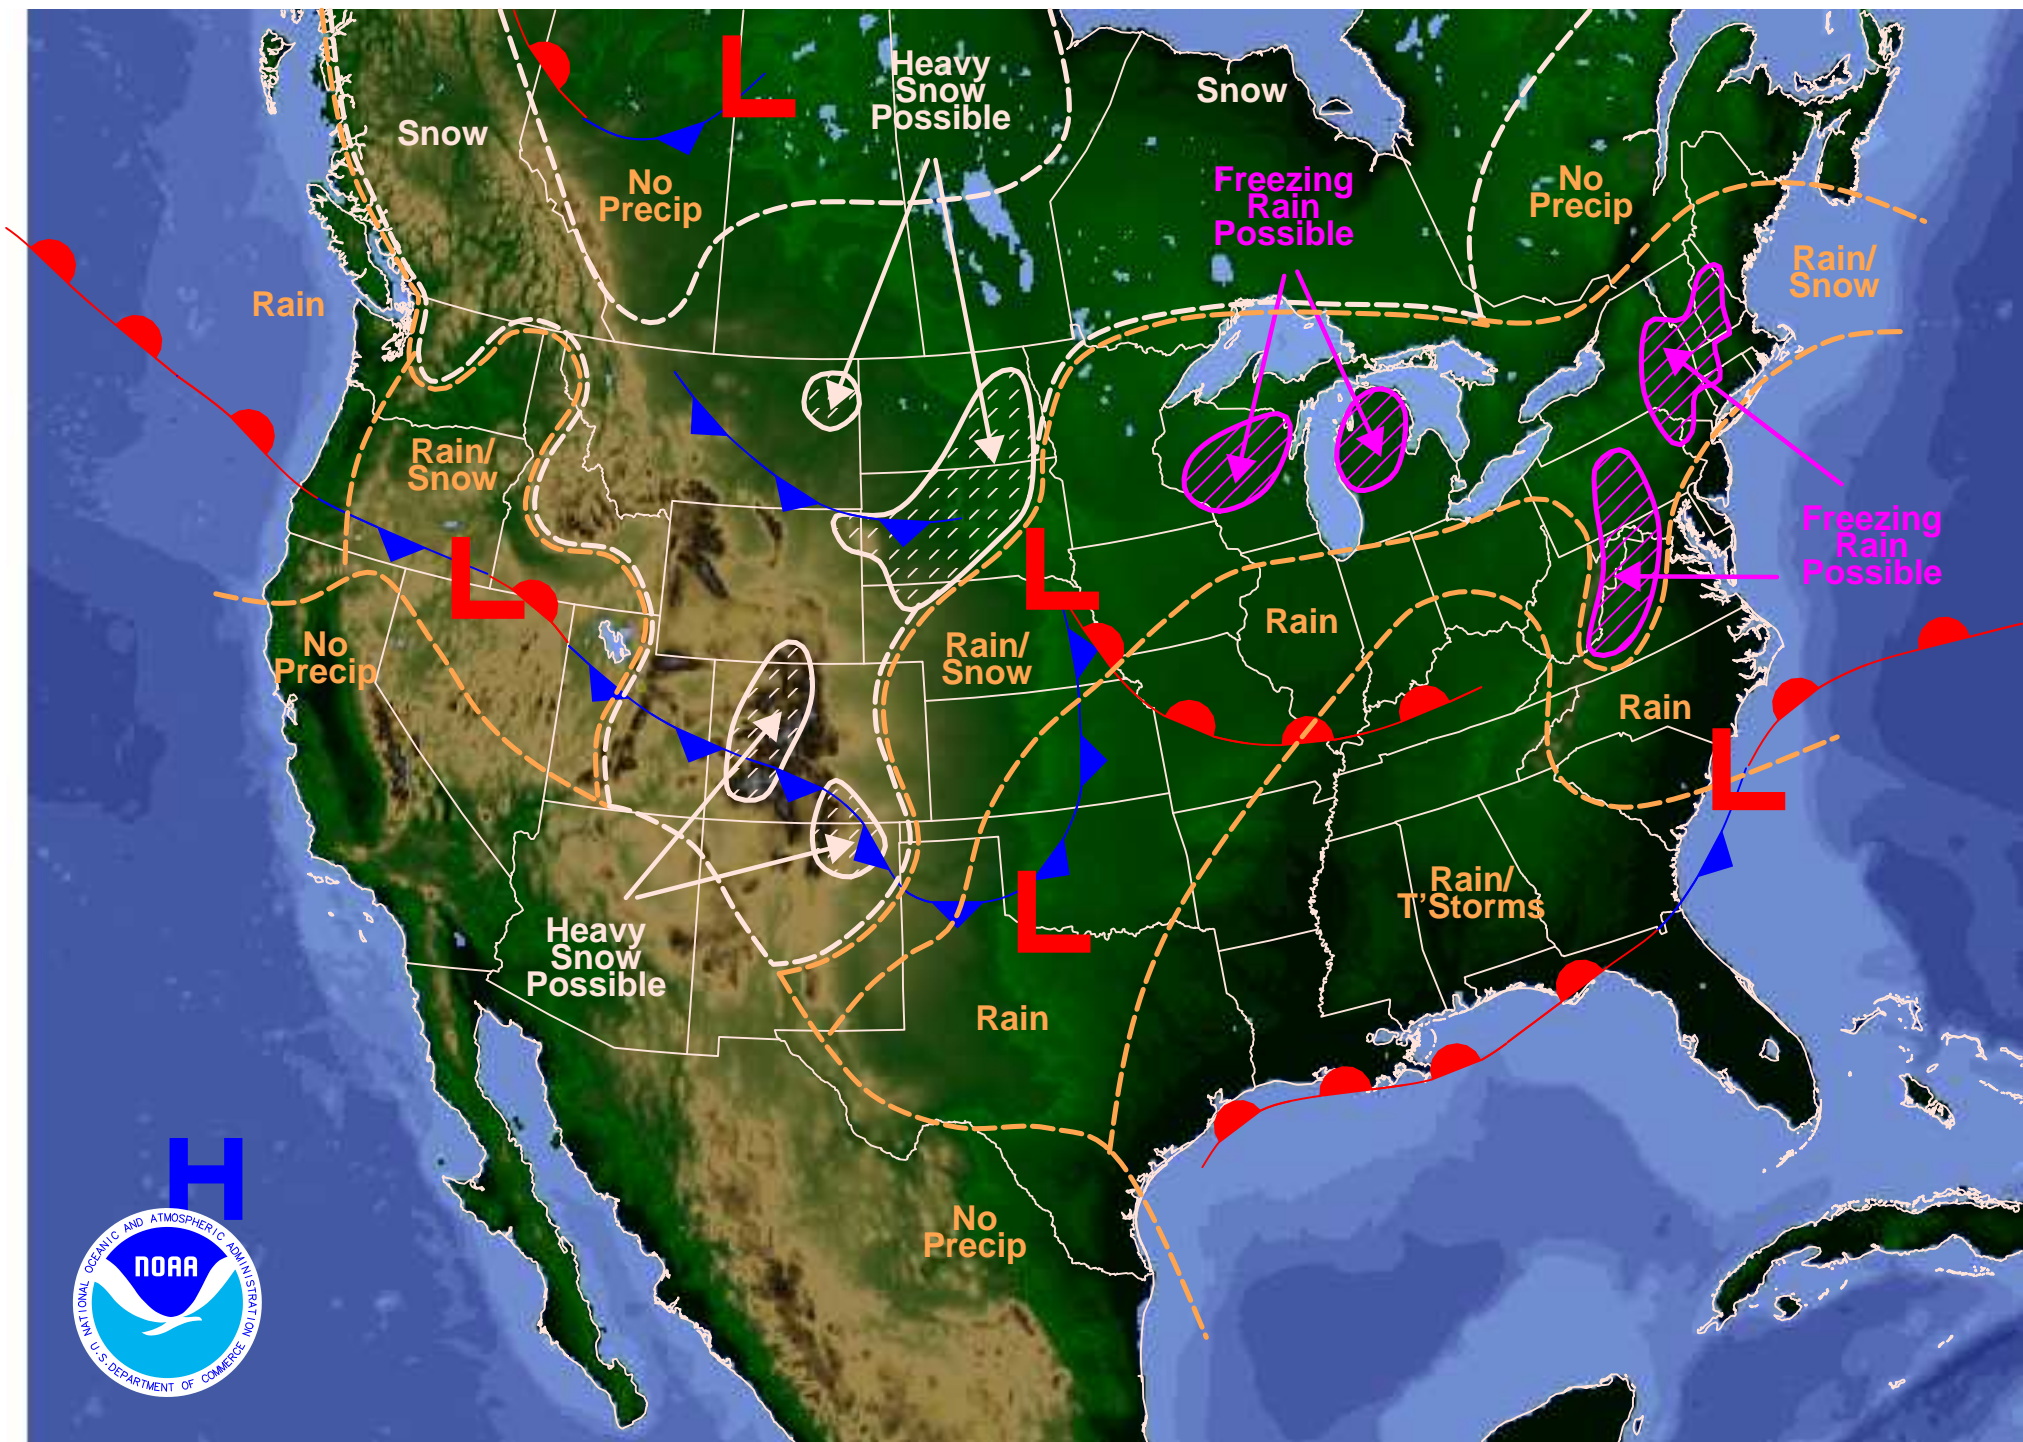 L
Heavy
Snow
Possible
Snow
Snow
No
Precip
Freezing
Rain
Possible
No
Precip
Rain/
Snow
Rain
Rain/
Snow
L
L
Freezing
Rain
Possible
No
Precip
Rain/
Snow
Rain
Rain
L
Rain/
T'Storms
L
Heavy
Snow
Possible
Rain
No
Precip
H
NATIONAL OCEANIC AND ATMOSPHERIC ADMINISTRATION
NOAA
U.S. DEPARTMENT OF COMMERCE